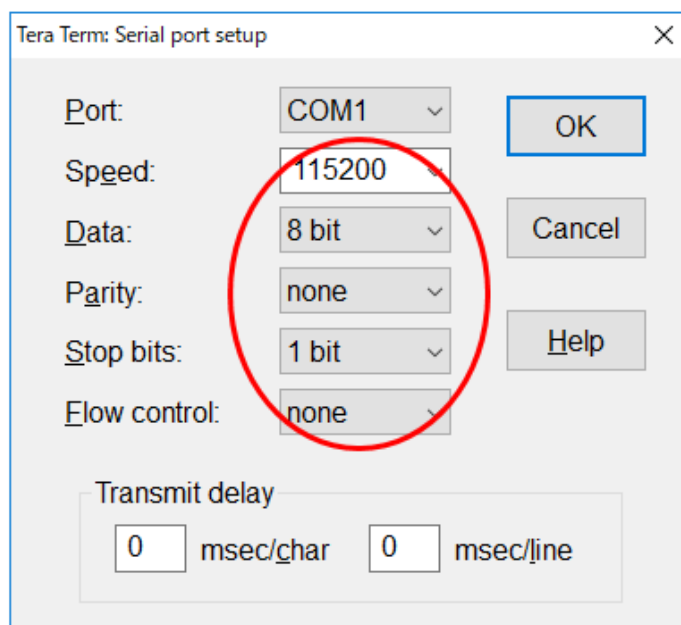 Tera Term: Serial port setup
Port: COM1 OK
Speed: 115200
Data: 8 bit Cancel
Parity: none
Stop bits: 1 bit Help
Flow control: none
Transmit delay
0 msec/char 0 msec/line